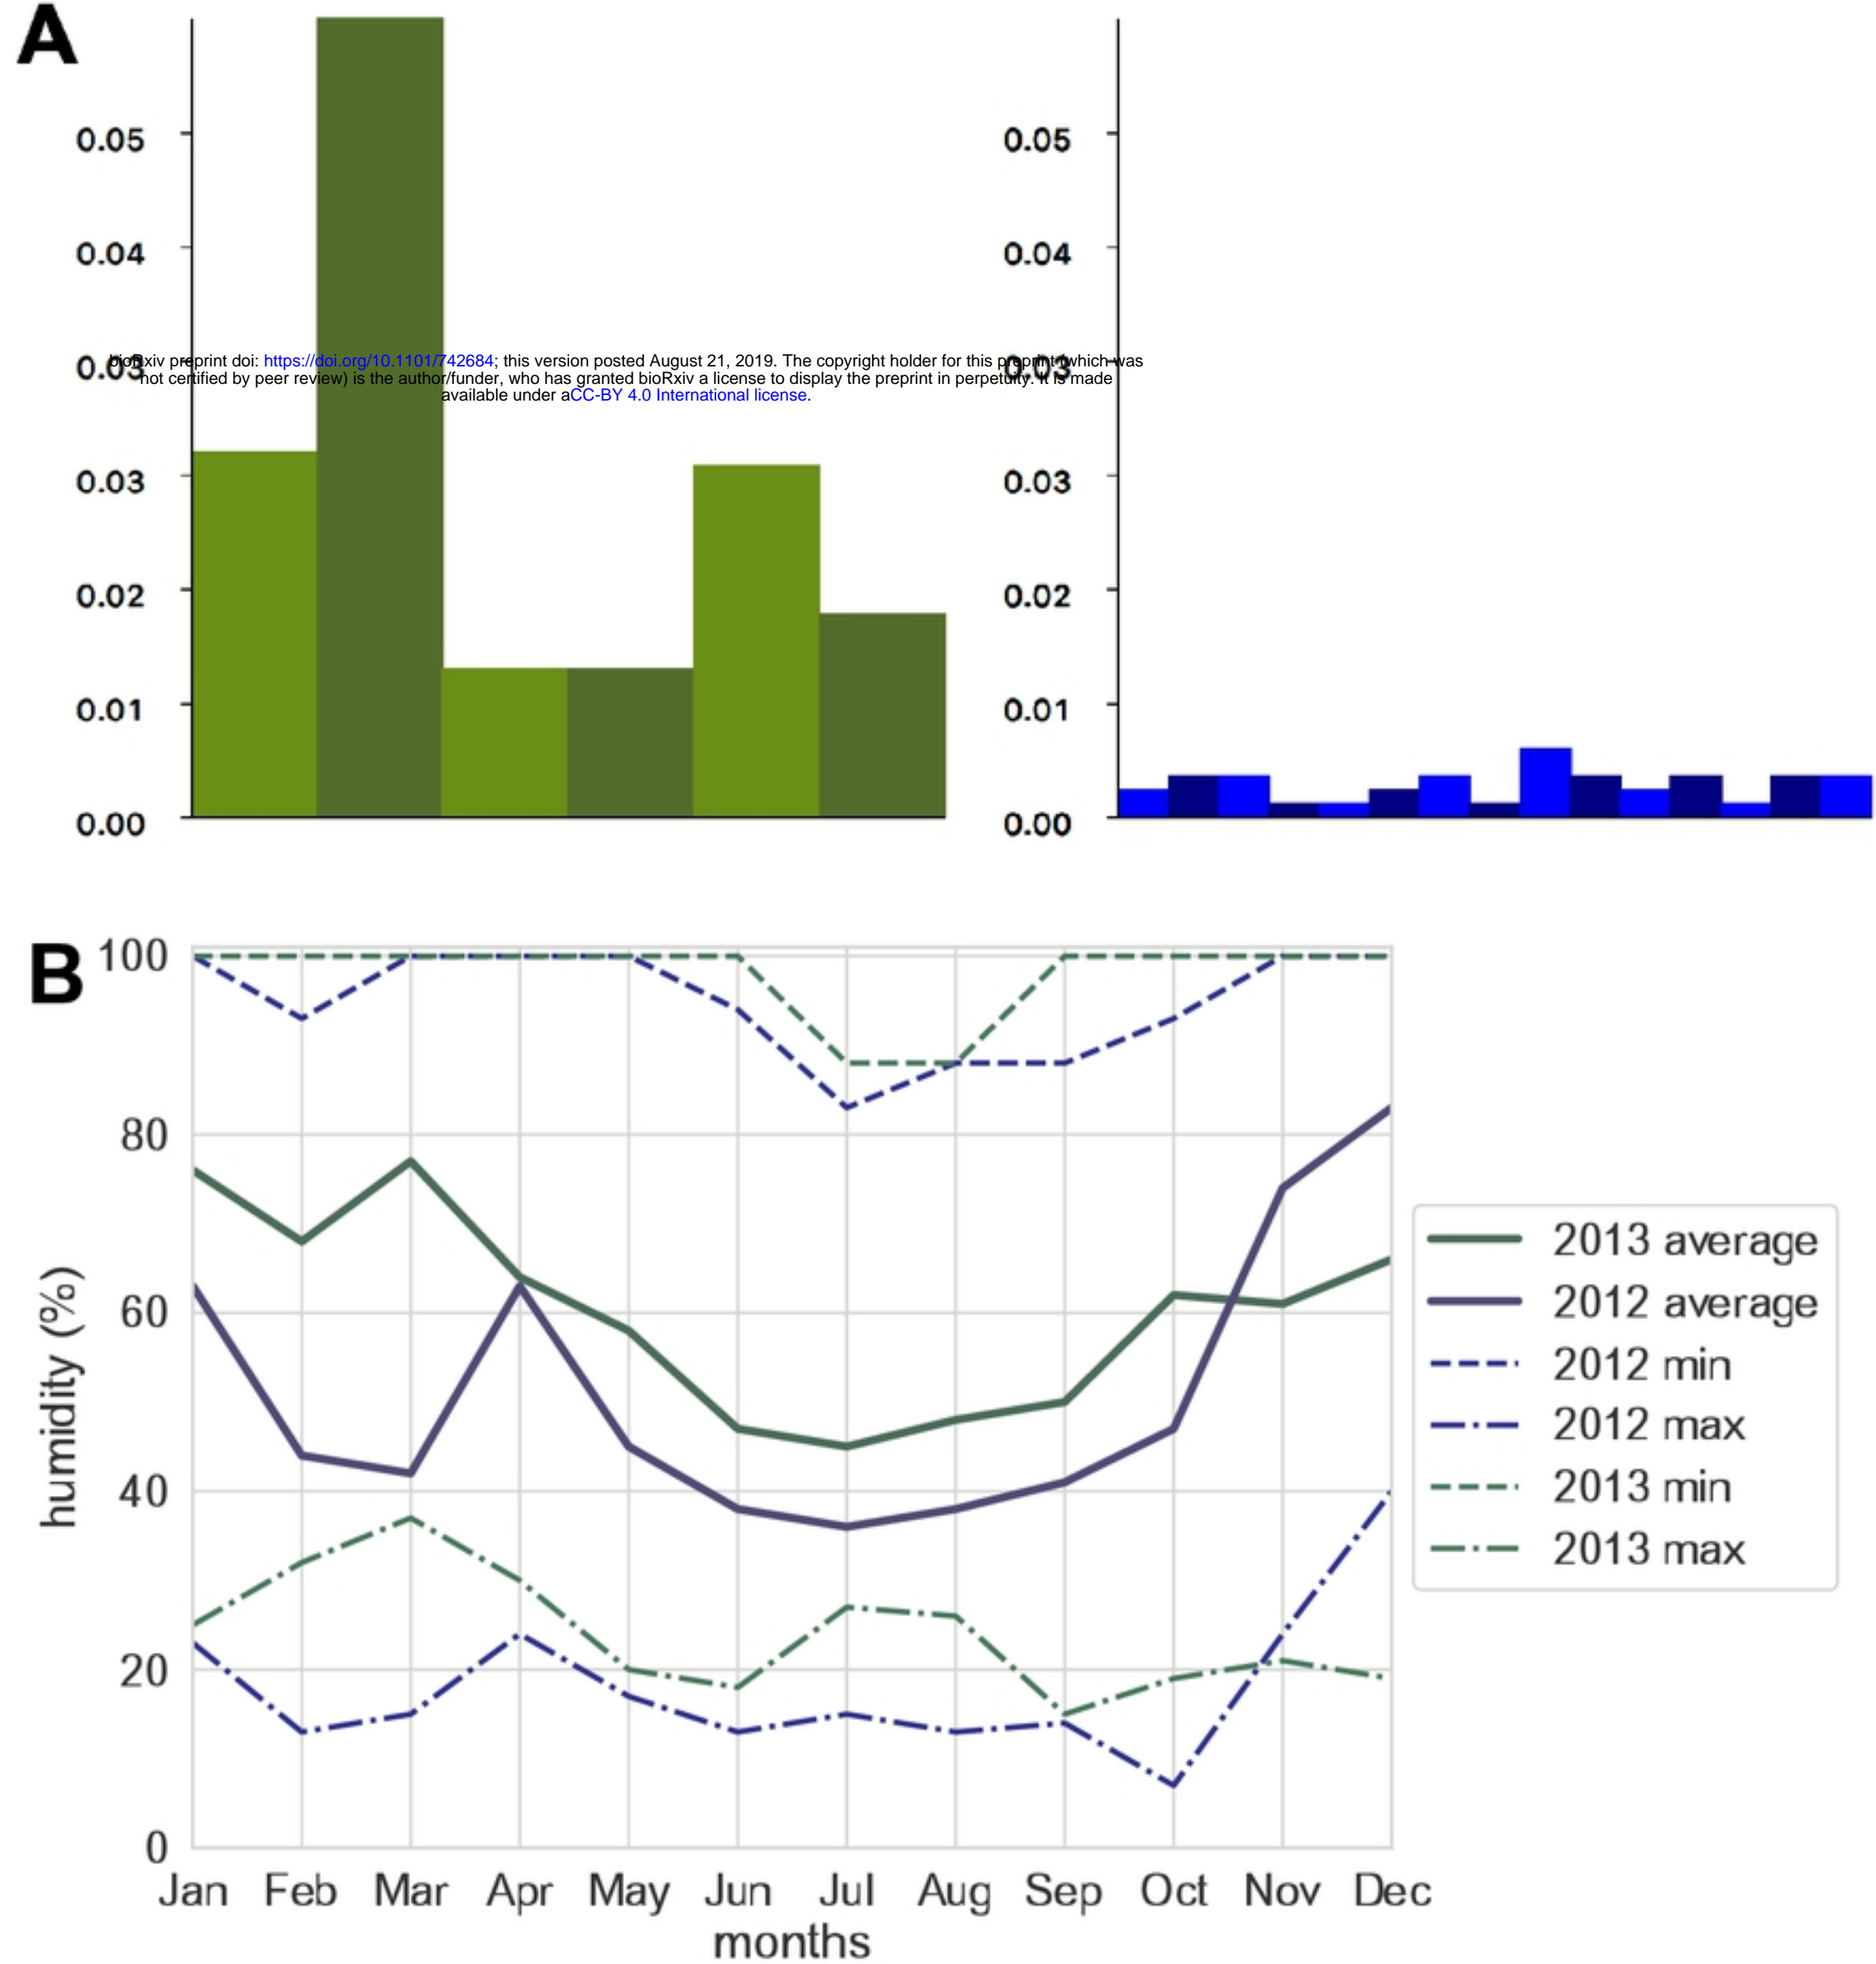 A
0.05
0.04
0.03
0.03
0.02
0.01
0.00
0.05
0.04
0.03
0.03
0.02
0.01
0.00
bioRxiv preprint doi: https://doi.org/10.1101/742684; this version posted August 21, 2019. The copyright holder for this preprint (which was
not certified by peer review) is the author/funder, who has granted bioRxiv a license to display the preprint in perpetuity. It is made
available under aCC-BY 4.0 International license.
B
100
80
60
40
20
0
humidity (%)
Jan Feb Mar Apr May Jun Jul Aug Sep Oct Nov Dec
months
2013 average
2012 average
2012 min
2012 max
2013 min
2013 max